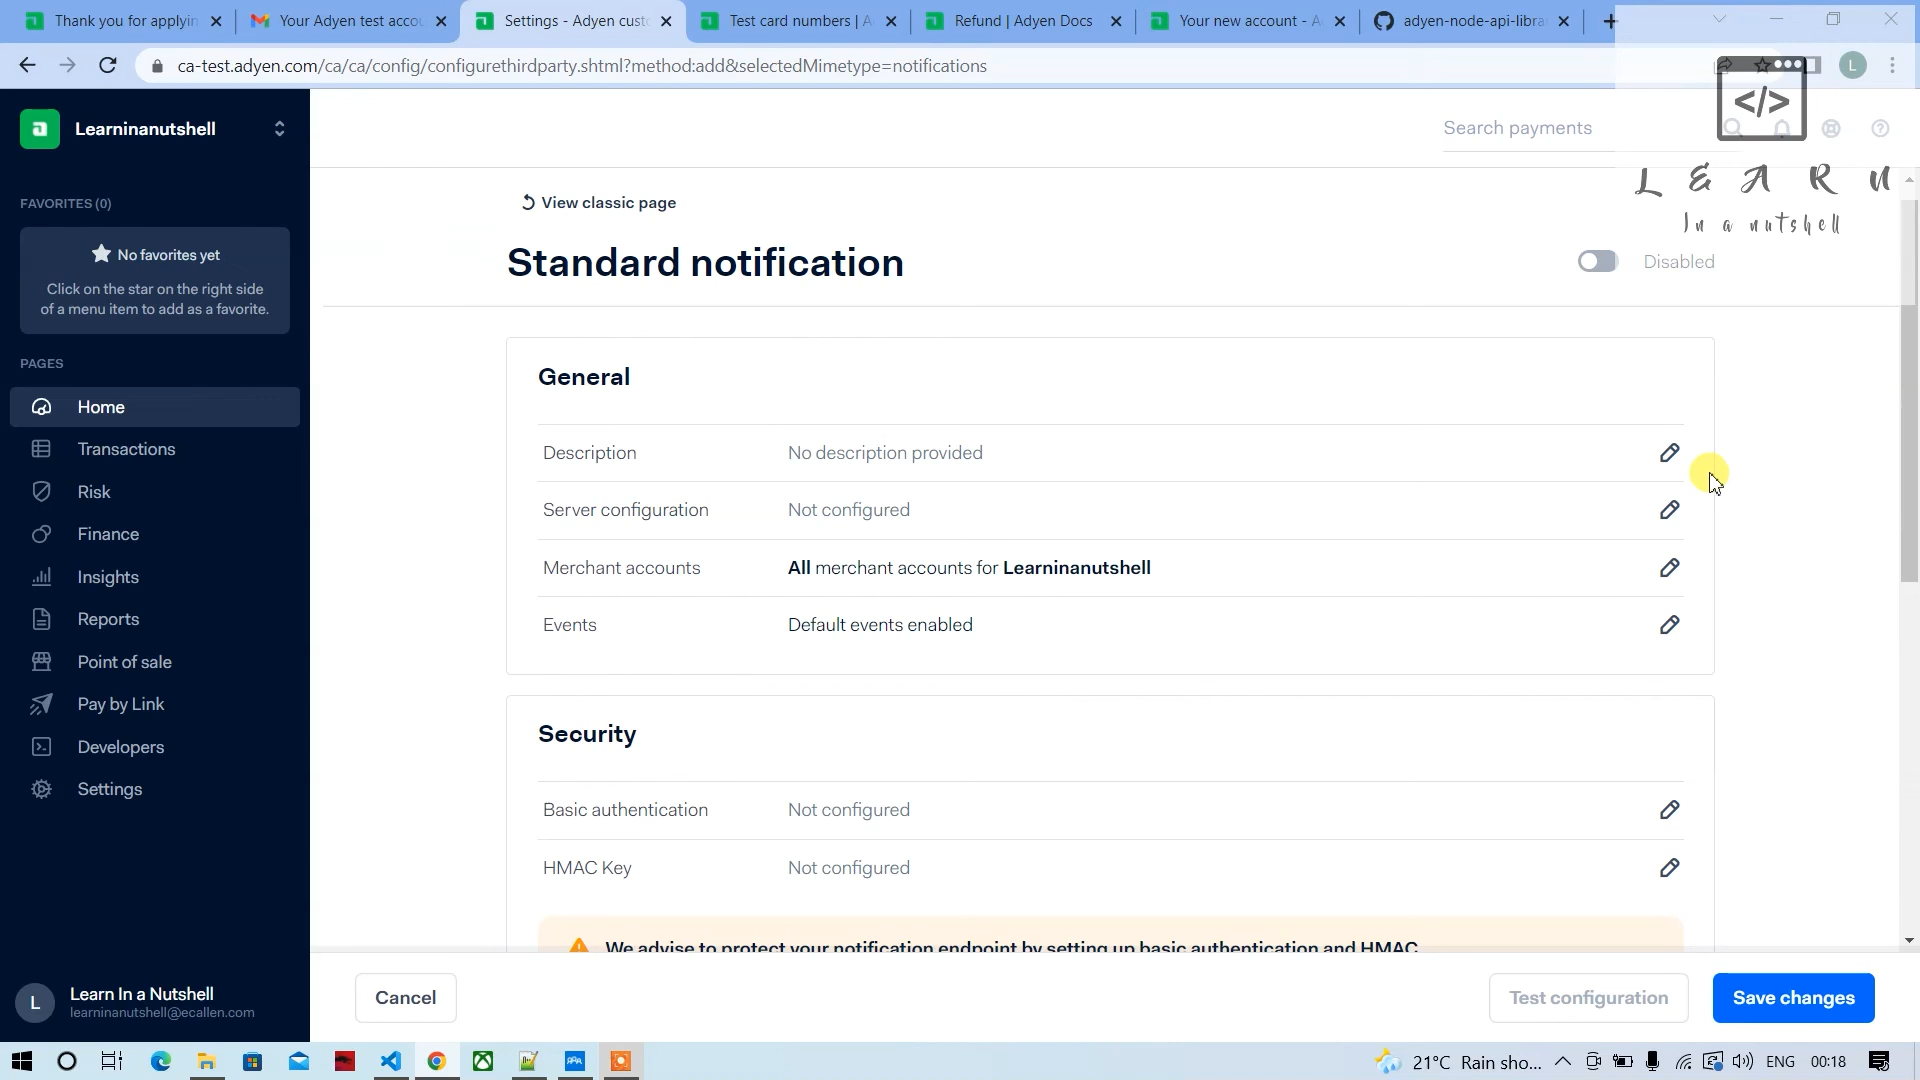 Thank you for applyin
Your Adyen test accou
Settings - Adyen cust
Test card numbers | A
Refund | Adyen Docs
Your new account - A
adyen-node-api-libra
ca-test.adyen.com/ca/ca/config/configurethirdparty.shtml?method:add&selectedMimetype=notifications
L
</>
L E A R N
In a nutshell
Learninanutshell
Search payments
FAVORITES (0)
No favorites yet
Click on the star on the right side
of a menu item to add as a favorite.
PAGES
Home
Transactions
Risk
Finance
Insights
Reports
Point of sale
Pay by Link
Developers
Settings
L
Learn In a Nutshell
learninanutshell@ecallen.com
View classic page
Standard notification
Disabled
General
Description No description provided
Server configuration Not configured
Merchant accounts All merchant accounts for Learninanutshell
Events Default events enabled
Security
Basic authentication Not configured
HMAC Key Not configured
We advise to protect your notification endpoint by setting up basic authentication and HMAC
Cancel
Test configuration
Save changes
21°C Rain sho...
ENG
00:18